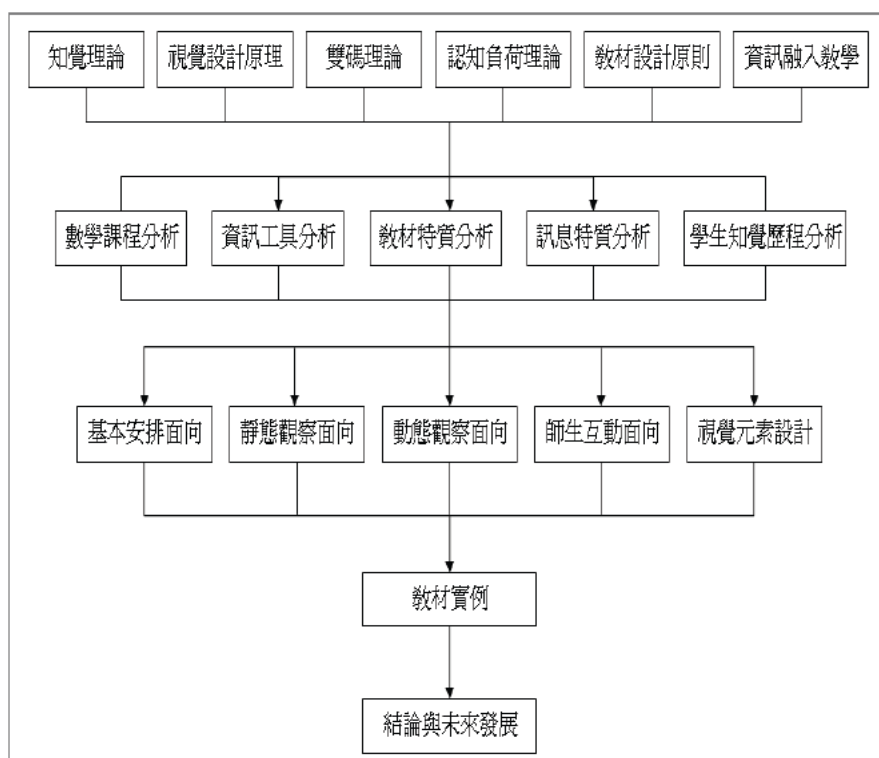 知覺理論 視覺設計原理 雙碼理論 認知負荷理論 教材設計原則 資訊融入教學
數學課程分析 資訊工具分析 教材特質分析 訊息特質分析 學生知覺歷程分析
基本安排面向 靜態觀察面向 動態觀察面向 師生互動面向 視覺元素設計
教材實例
結論與未來發展